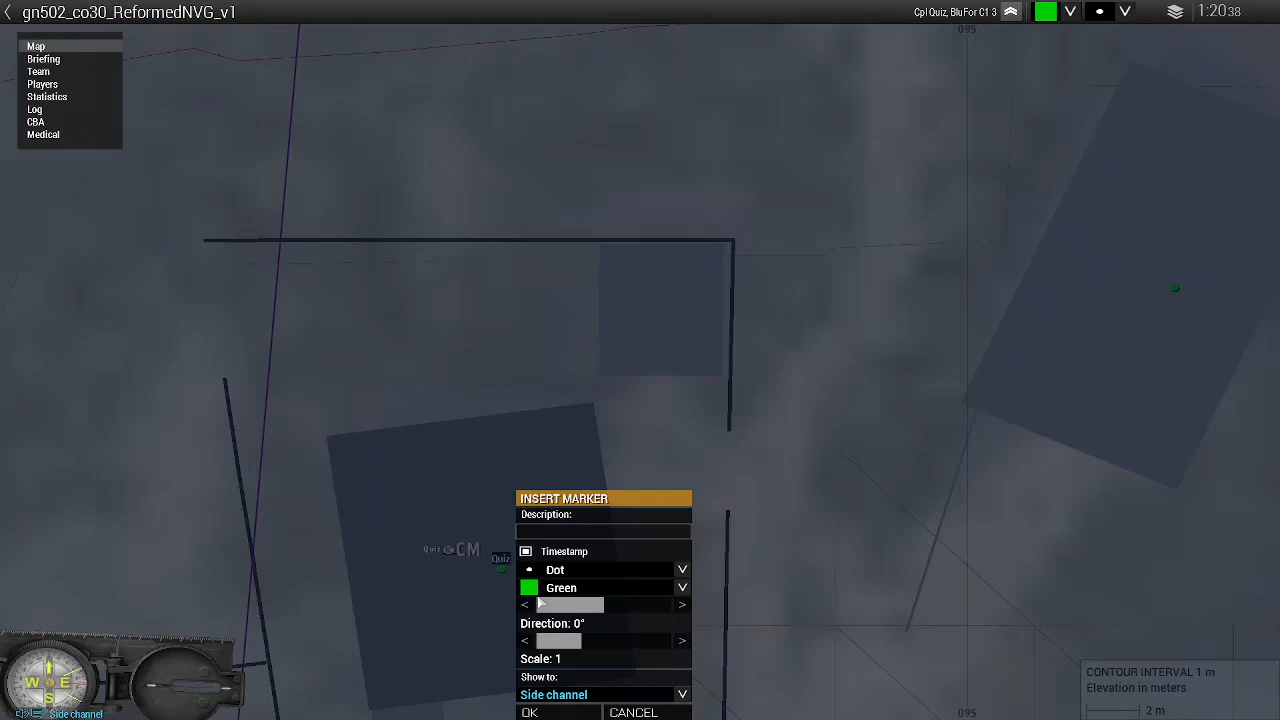 gn502_co30_ReformedNVG_v1
Cpl Quiz, BluFor C1 3
1:20 38
Map
Briefing
Team
Players
Statistics
Log
CBA
Medical
095
INSERT MARKER
Description:
Timestamp
Dot
Green
< >
Direction: 0°
< >
Scale: 1
Show to:
Side channel
OK CANCEL
Quiz CM
Quiz
W E
S
Side channel
CONTOUR INTERVAL 1 m
Elevation in meters
2 m
095